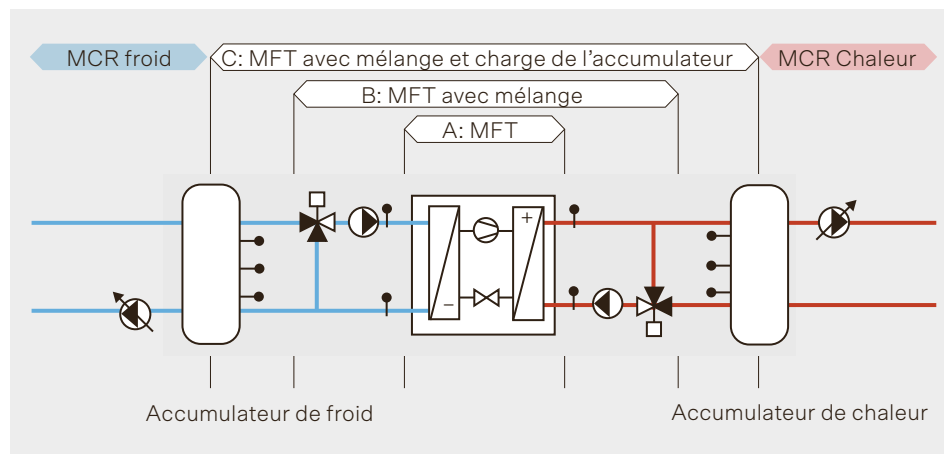 MCR froid
C: MFT avec mélange et charge de l’accumulateur
MCR Chaleur
B: MFT avec mélange
A: MFT
+
−
Accumulateur de froid
Accumulateur de chaleur